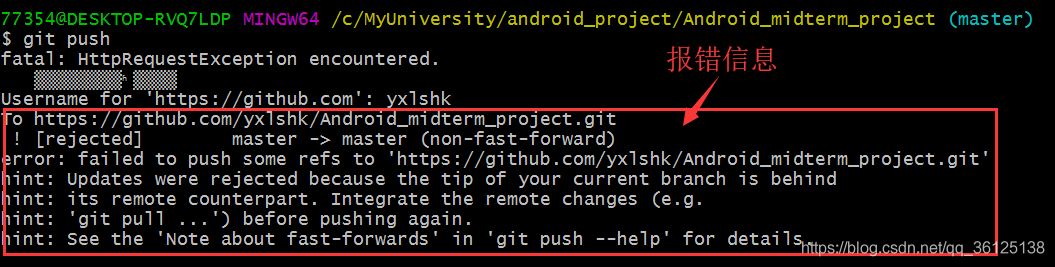 77354@DESKTOP-RVQ7LDP MINGW64 /c/MyUniversity/android_project/Android_midterm_project (master)
$ git push
fatal: HttpRequestException encountered.
报错信息
Username for 'https://github.com': yxlshk
To https://github.com/yxlshk/Android_midterm_project.git
! [rejected] master -> master (non-fast-forward)
error: failed to push some refs to 'https://github.com/yxlshk/Android_midterm_project.git'
hint: Updates were rejected because the tip of your current branch is behind
hint: its remote counterpart. Integrate the remote changes (e.g.
hint: 'git pull ...') before pushing again.
hint: See the 'Note about fast-forwards' in 'git push --help' for details.
https://blog.csdn.net/qq_36125138